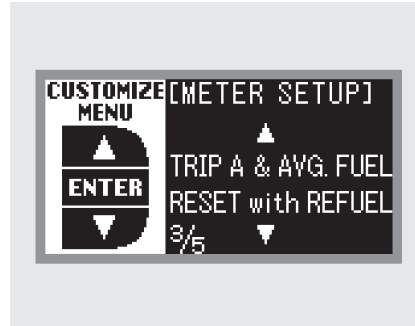 CUSTOMIZE
MENU
ENTER
[METER SETUP]
TRIP A & AVG. FUEL
RESET with REFUEL
3/5